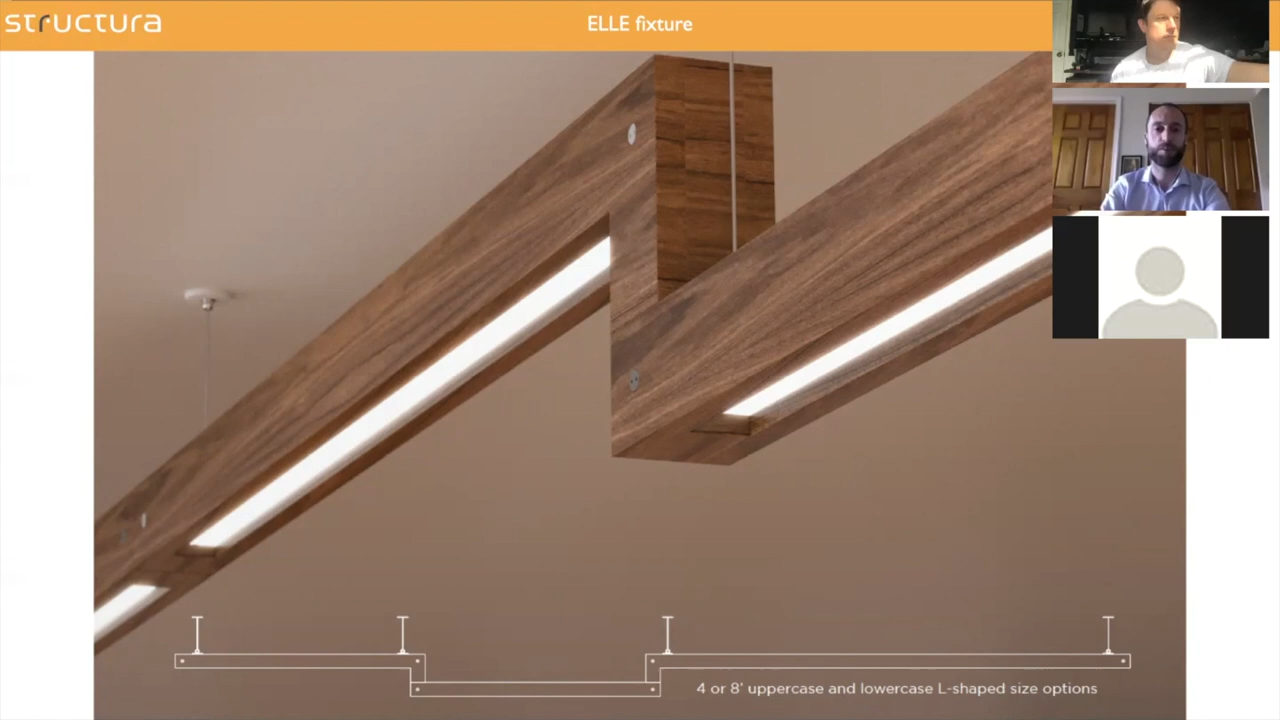 structura
ELLE fixture
4 or 8' uppercase and lowercase L-shaped size options